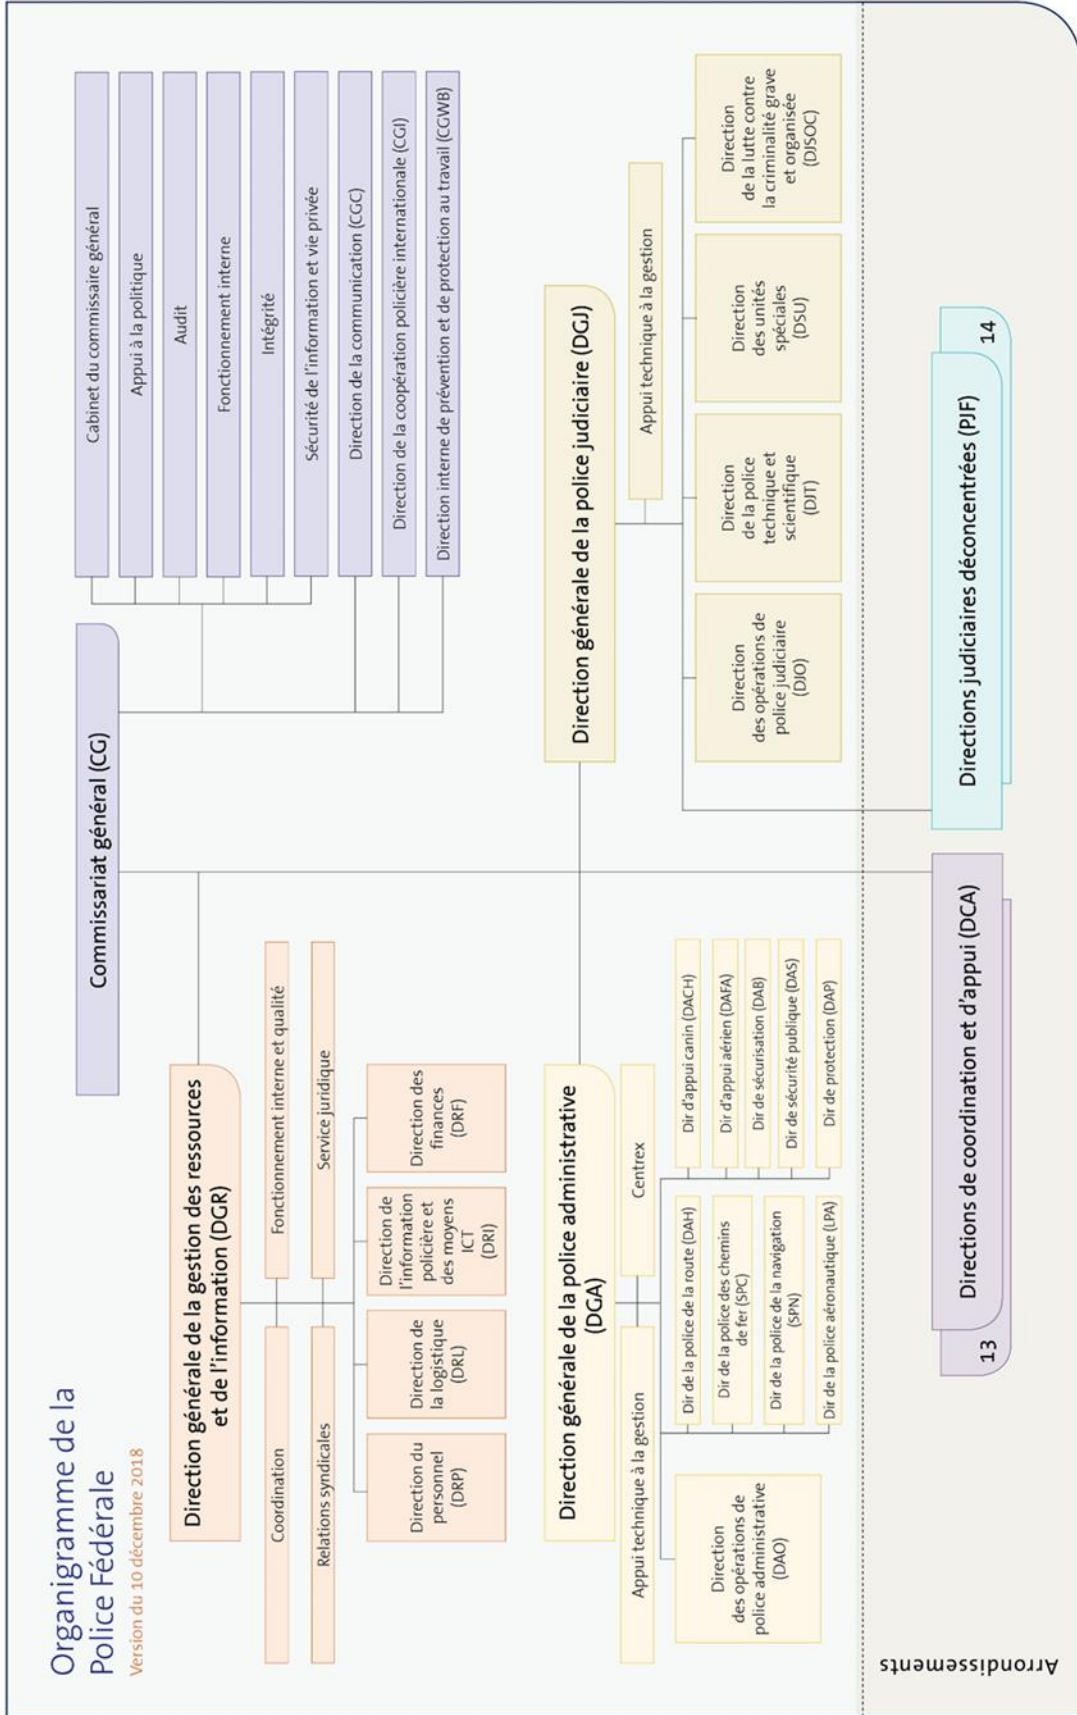 Organigramme de la
Police Fédérale
Version du 10 décembre 2018
Commissariat général (CG)
Cabinet du commissaire général
Appui à la politique
Audit
Fonctionnement interne
Intégrité
Sécurité de l'information et vie privée
Direction de la communication (CGC)
Direction de la coopération policière internationale (CGI)
Direction interne de prévention et de protection au travail (CGWB)
Direction générale de la gestion des ressources
et de l'information (DGR)
Coordination
Fonctionnement interne et qualité
Relations syndicales
Service juridique
Direction du
personnel
(DRP)
Direction de
la logistique
(DRL)
Direction de
l'information
policière et
des moyens
ICT
(DRI)
Direction des
finances
(DRF)
Direction générale de la police administrative
(DGA)
Appui technique à la gestion
Centrex
Direction
des opérations de
police administrative
(DAO)
Dir de la police de la route (DAH)
Dir de la police des chemins
de fer (SPC)
Dir de la police de la navigation
(SPN)
Dir de la police aéronautique (LPA)
Dir d'appui canin (DACH)
Dir d'appui aérien (DAFA)
Dir de sécurisation (DAB)
Dir de sécurité publique (DAS)
Dir de protection (DAP)
Direction générale de la police judiciaire (DGJ)
Appui technique à la gestion
Direction
des opérations de
police judiciaire
(DJO)
Direction
de la police
technique et
scientifique
(DJT)
Direction
des unités
spéciales
(DSU)
Direction
de la lutte contre
la criminalité grave
et organisée
(DJSOC)
Arrondissements
13
Directions de coordination et d'appui (DCA)
Directions judiciaires déconcentrées (PJF)
14